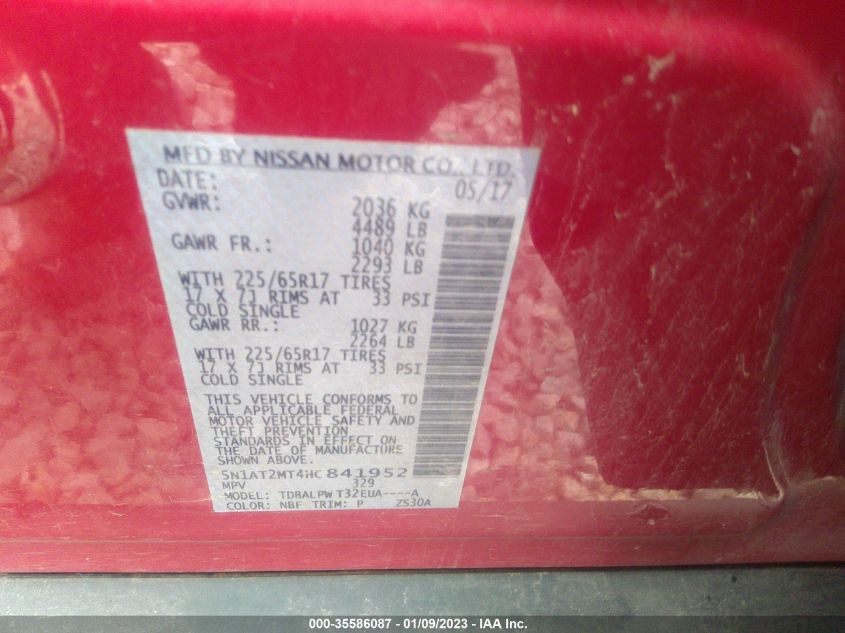 MFD BY NISSAN MOTOR CO., LTD.
DATE: 05/17
GVWR: 2036 KG
4489 LB
GAWR FR.: 1040 KG
2293 LB
WITH 225/65R17 TIRES
17 X 7J RIMS AT 33 PSI
COLD SINGLE
GAWR RR.: 1027 KG
2264 LB
WITH 225/65R17 TIRES
17 X 7J RIMS AT 33 PSI
COLD SINGLE
THIS VEHICLE CONFORMS TO
ALL APPLICABLE FEDERAL
MOTOR VEHICLE SAFETY AND
THEFT PREVENTION
STANDARDS IN EFFECT ON
THE DATE OF MANUFACTURE
SHOWN ABOVE.
5N1AT2MT4HC841952
MPV 329
MODEL: TDBALPW T32EUA----A
COLOR: NBF TRIM: P ZS30A
000-35586087 - 01/09/2023 - IAA Inc.